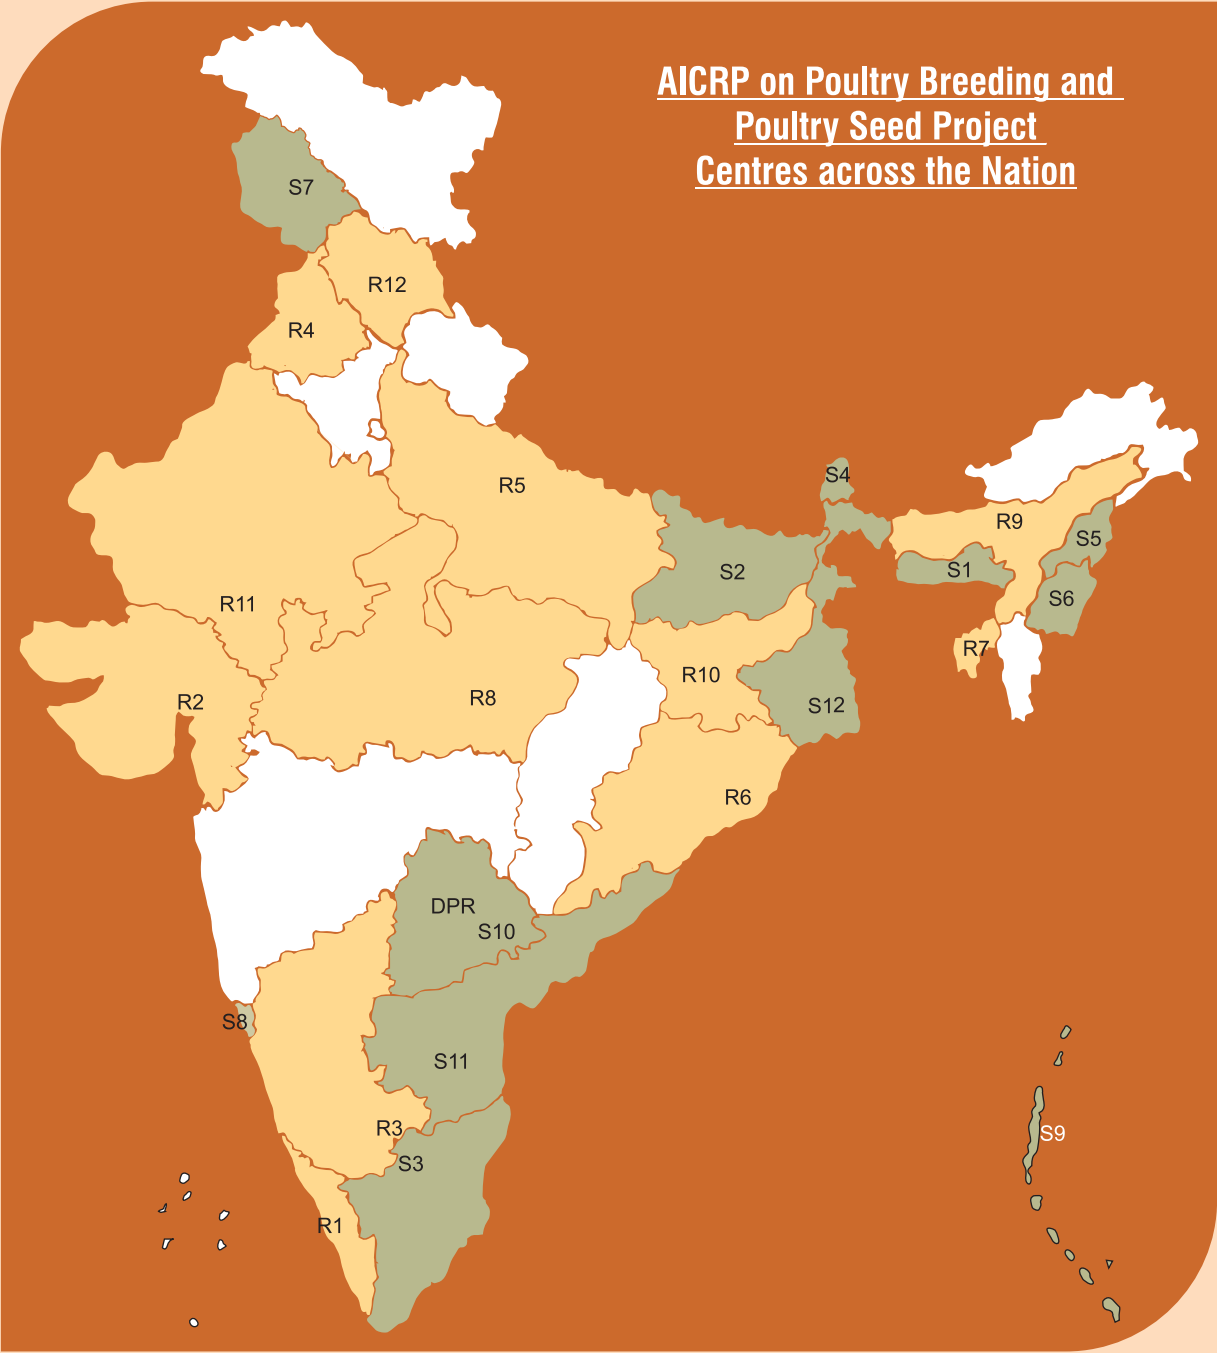 AICRP on Poultry Breeding and
Poultry Seed Project
Centres across the Nation
S7
R12
R4
R5
S4
R9
S5
S2
S1
S6
R11
R7
R10
R2
R8
S12
R6
DPR
S10
S8
S11
R3
S9
S3
R1